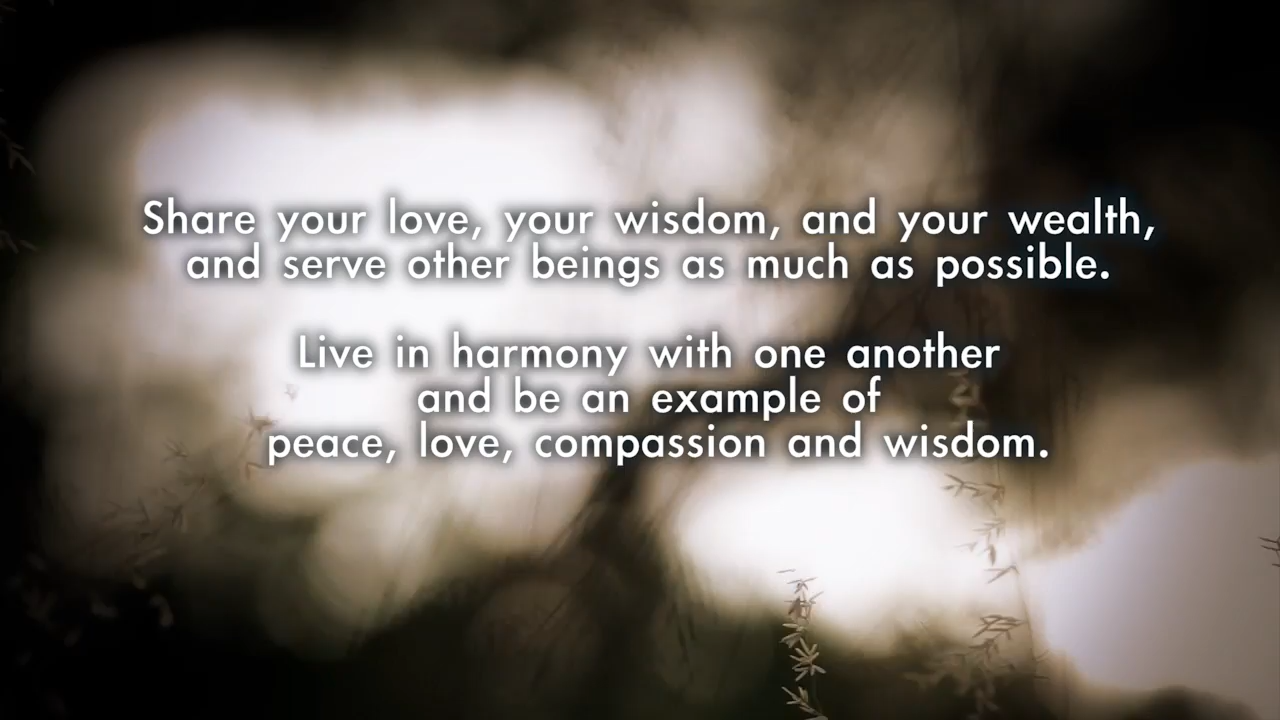 Share your love, your wisdom, and your wealth,
and serve other beings as much as possible.
Live in harmony with one another
and be an example of
peace, love, compassion and wisdom.